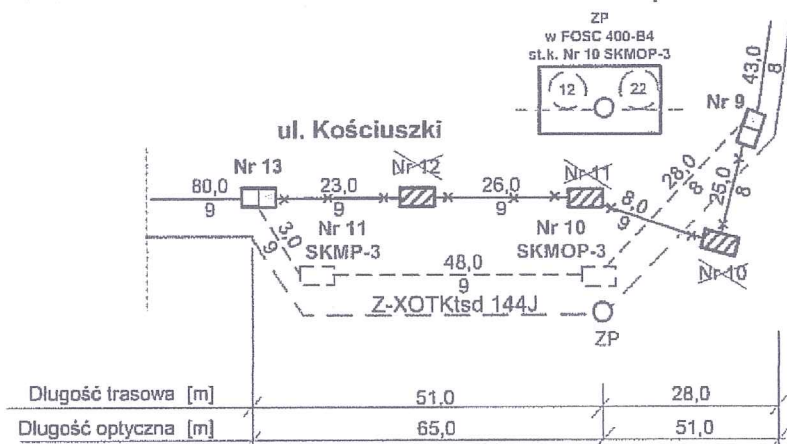 ZP
w FOSC 400-B4
st.k. Nr 10 SKMOP-3
12 22
43,0
8
Nr 9
ul. Kościuszki
Nr 13
Nr 12
Nr 11
80,0
9
23,0
9
26,0
9
8,0
9
28,0
8
25,0
8
Nr 10
3,0
9
Nr 11
SKMP-3
48,0
9
Nr 10
SKMOP-3
Z-XOTKtsd 144J
ZP
Długość trasowa [m] 51,0 28,0
Długość optyczna [m] 65,0 51,0